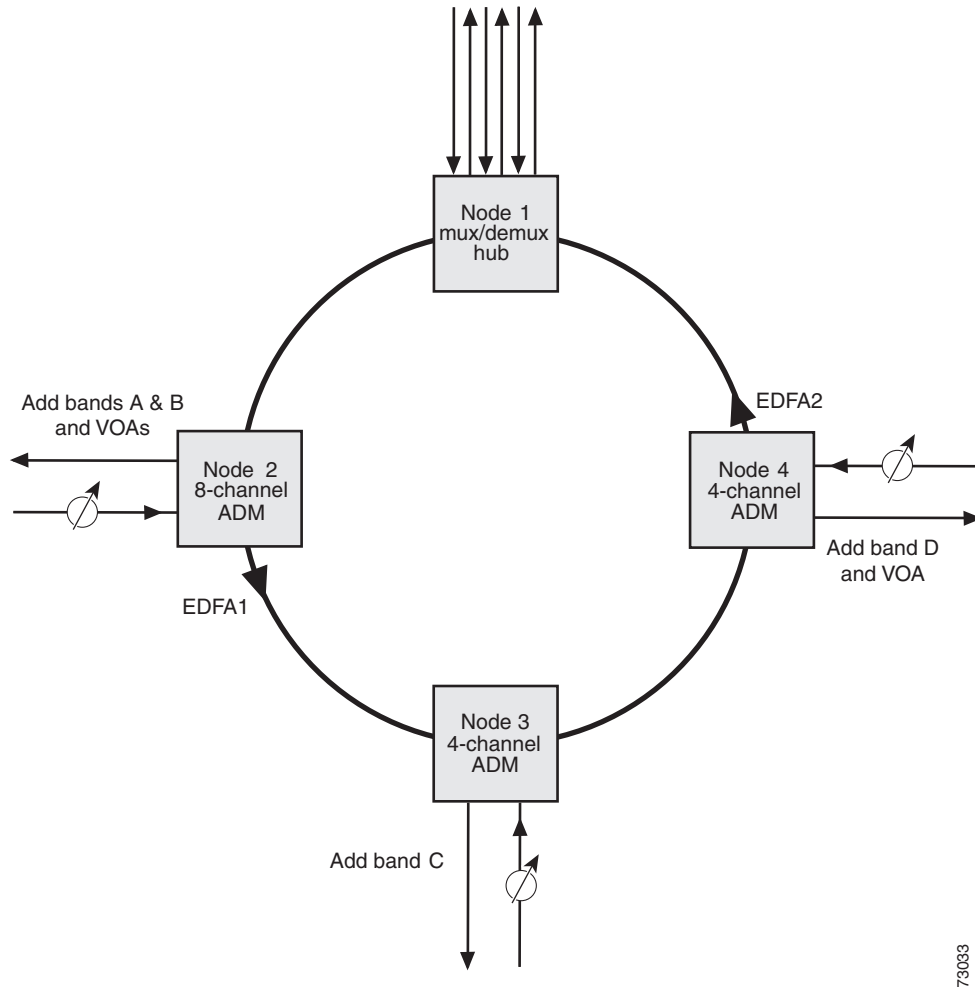 Node 1
mux/demux
hub
Add bands A & B
and VOAs
EDFA2
Node 2
8-channel
ADM
Node 4
4-channel
ADM
Add band D
and VOA
EDFA1
Node 3
4-channel
ADM
Add band C
73033